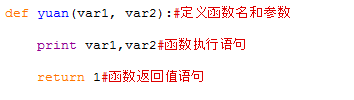 def yuan(var1, var2):#定义函数名和参数
    print var1,var2#函数执行语句
    return 1#函数返回值语句